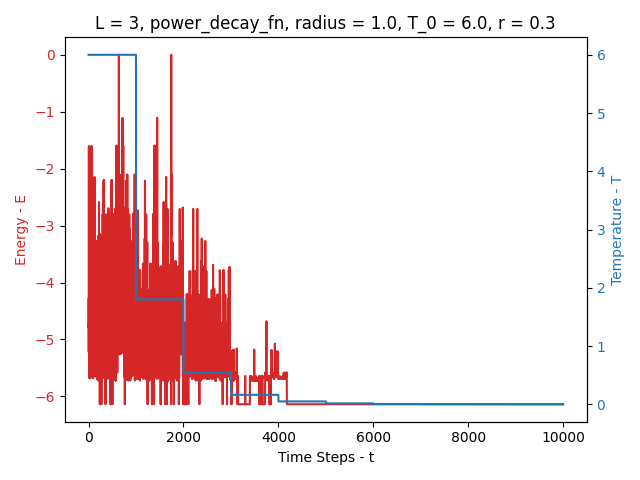 L = 3, power_decay_fn, radius = 1.0, T_0 = 6.0, r = 0.3
0
−1
−2
−3
−4
−5
−6
Energy - E
6
5
4
3
2
1
0
Temperature - T
0 2000 4000 6000 8000 10000
Time Steps - t